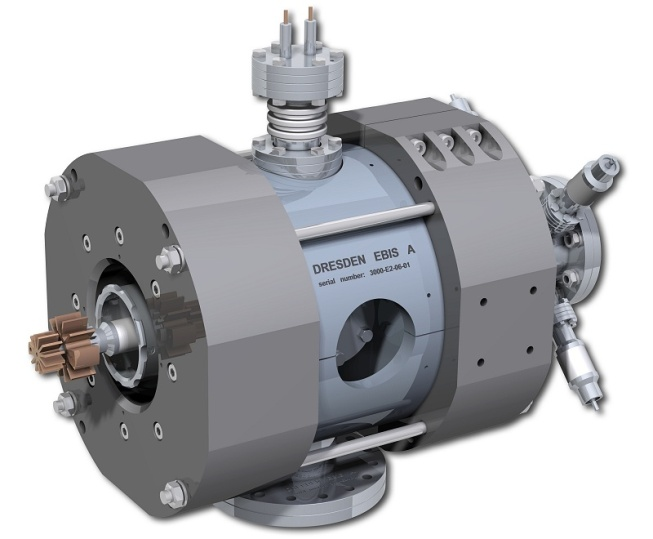 DRESDEN EBIS A
serial number: 3000-E2-06-01